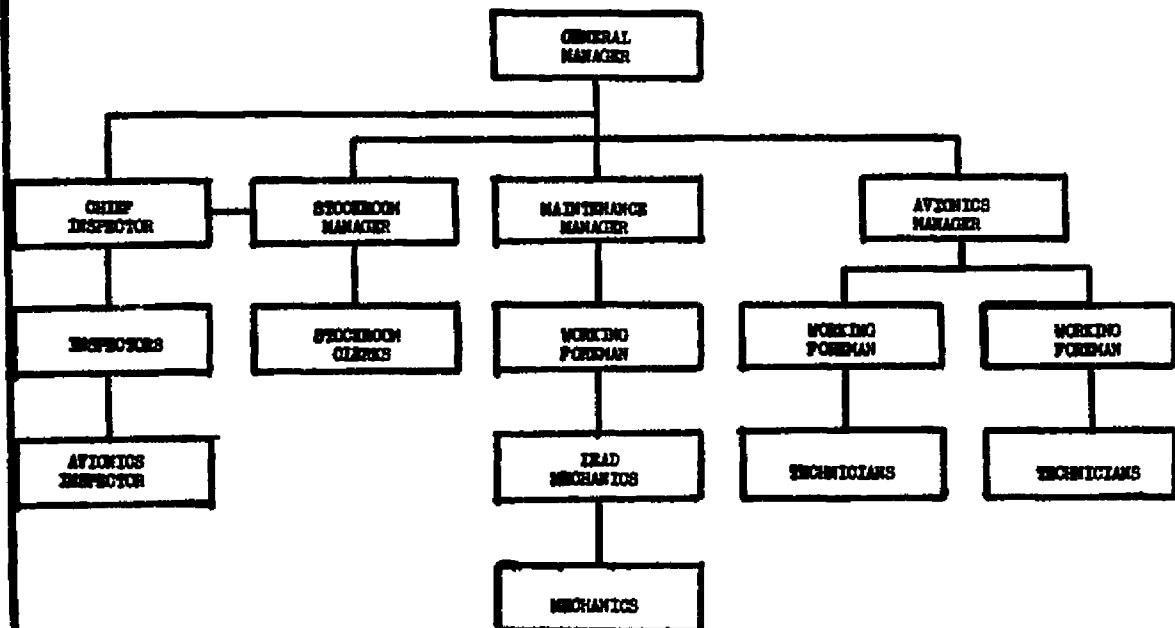 GENERAL
MANAGER
CHIEF
INSPECTOR
STOCKROOM
MANAGER
MAINTENANCE
MANAGER
AVIONICS
MANAGER
INSPECTORS
STOCKROOM
CLERKS
WORKING
FOREMAN
WORKING
FOREMAN
WORKING
FOREMAN
AVIONICS
INSPECTOR
LEAD
MECHANICS
TECHNICIANS
TECHNICIANS
MECHANICS